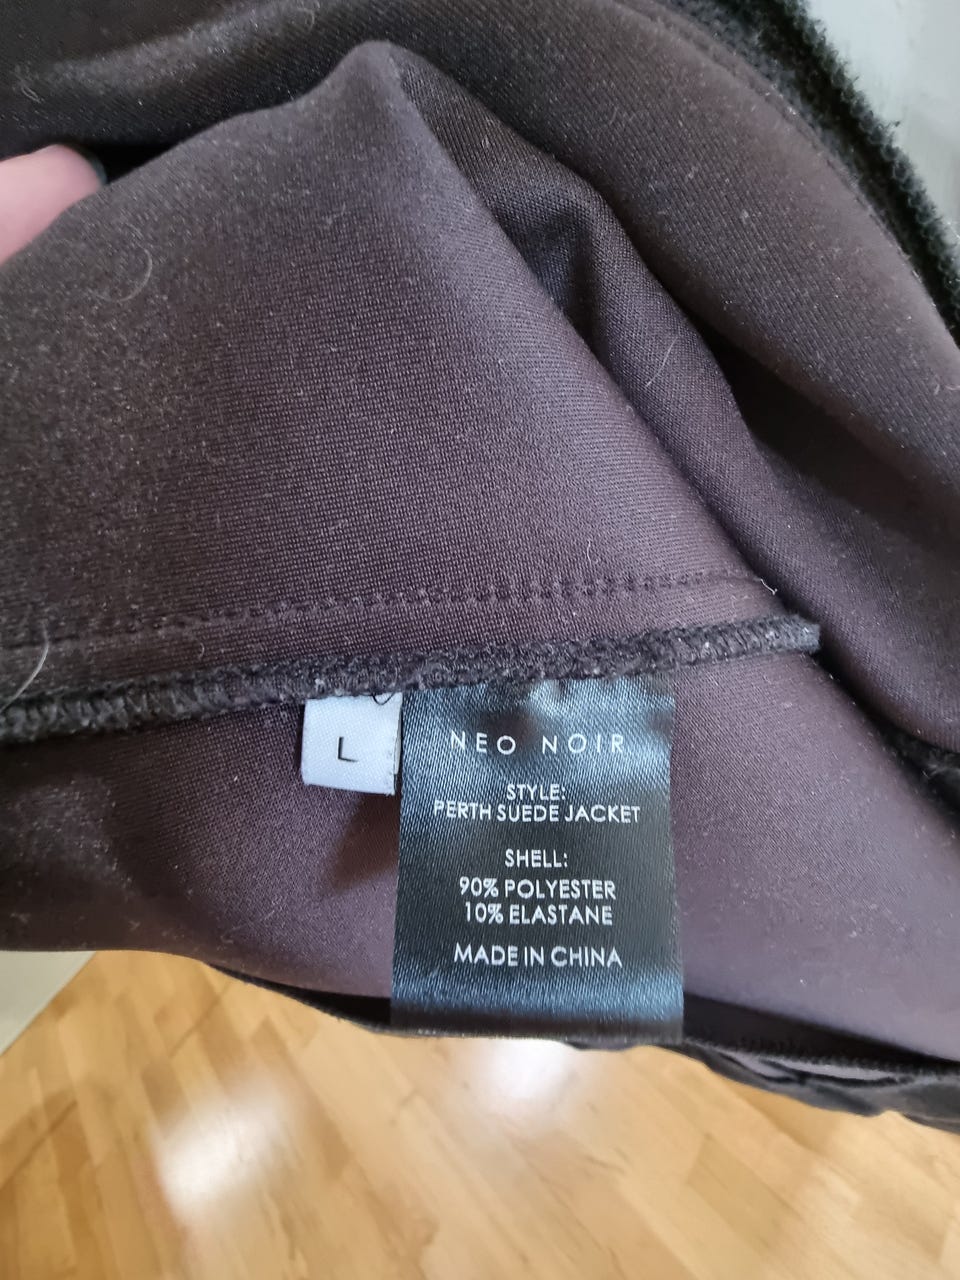 L
NEO NOIR
STYLE:
PERTH SUEDE JACKET
SHELL:
90% POLYESTER
10% ELASTANE
MADE IN CHINA